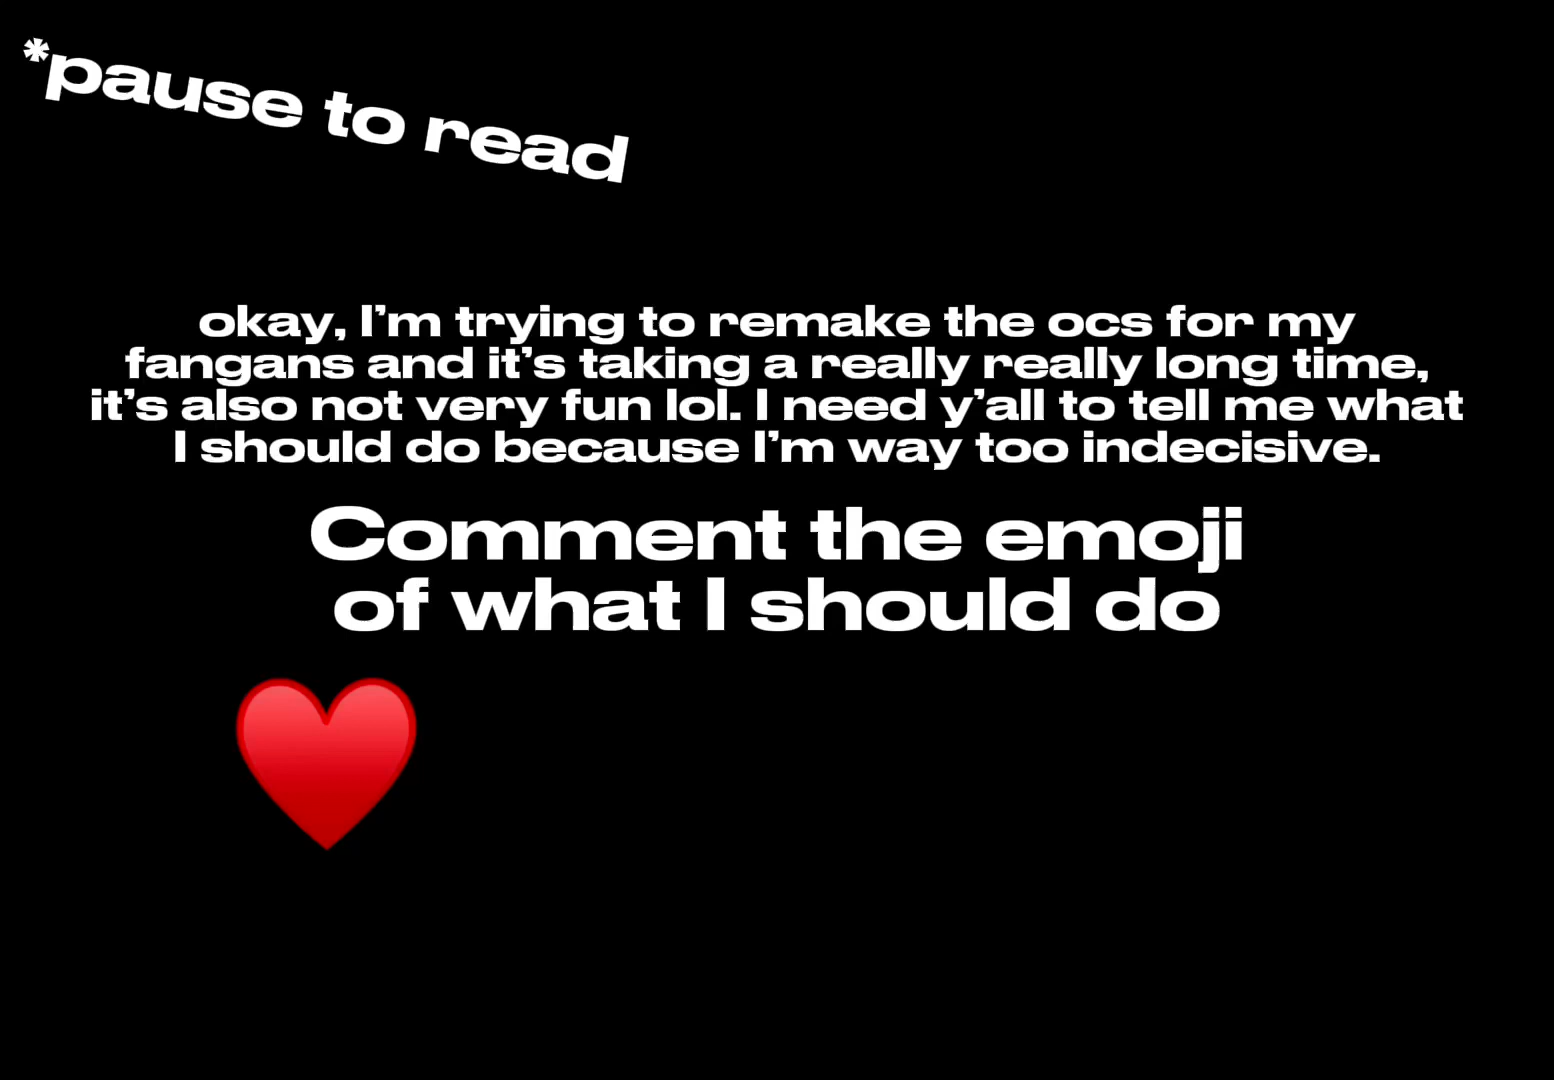 *pause to read
okay, I’m trying to remake the ocs for my
fangans and it’s taking a really really long time,
it’s also not very fun lol. I need y’all to tell me what
I should do because I’m way too indecisive.
Comment the emoji
of what I should do